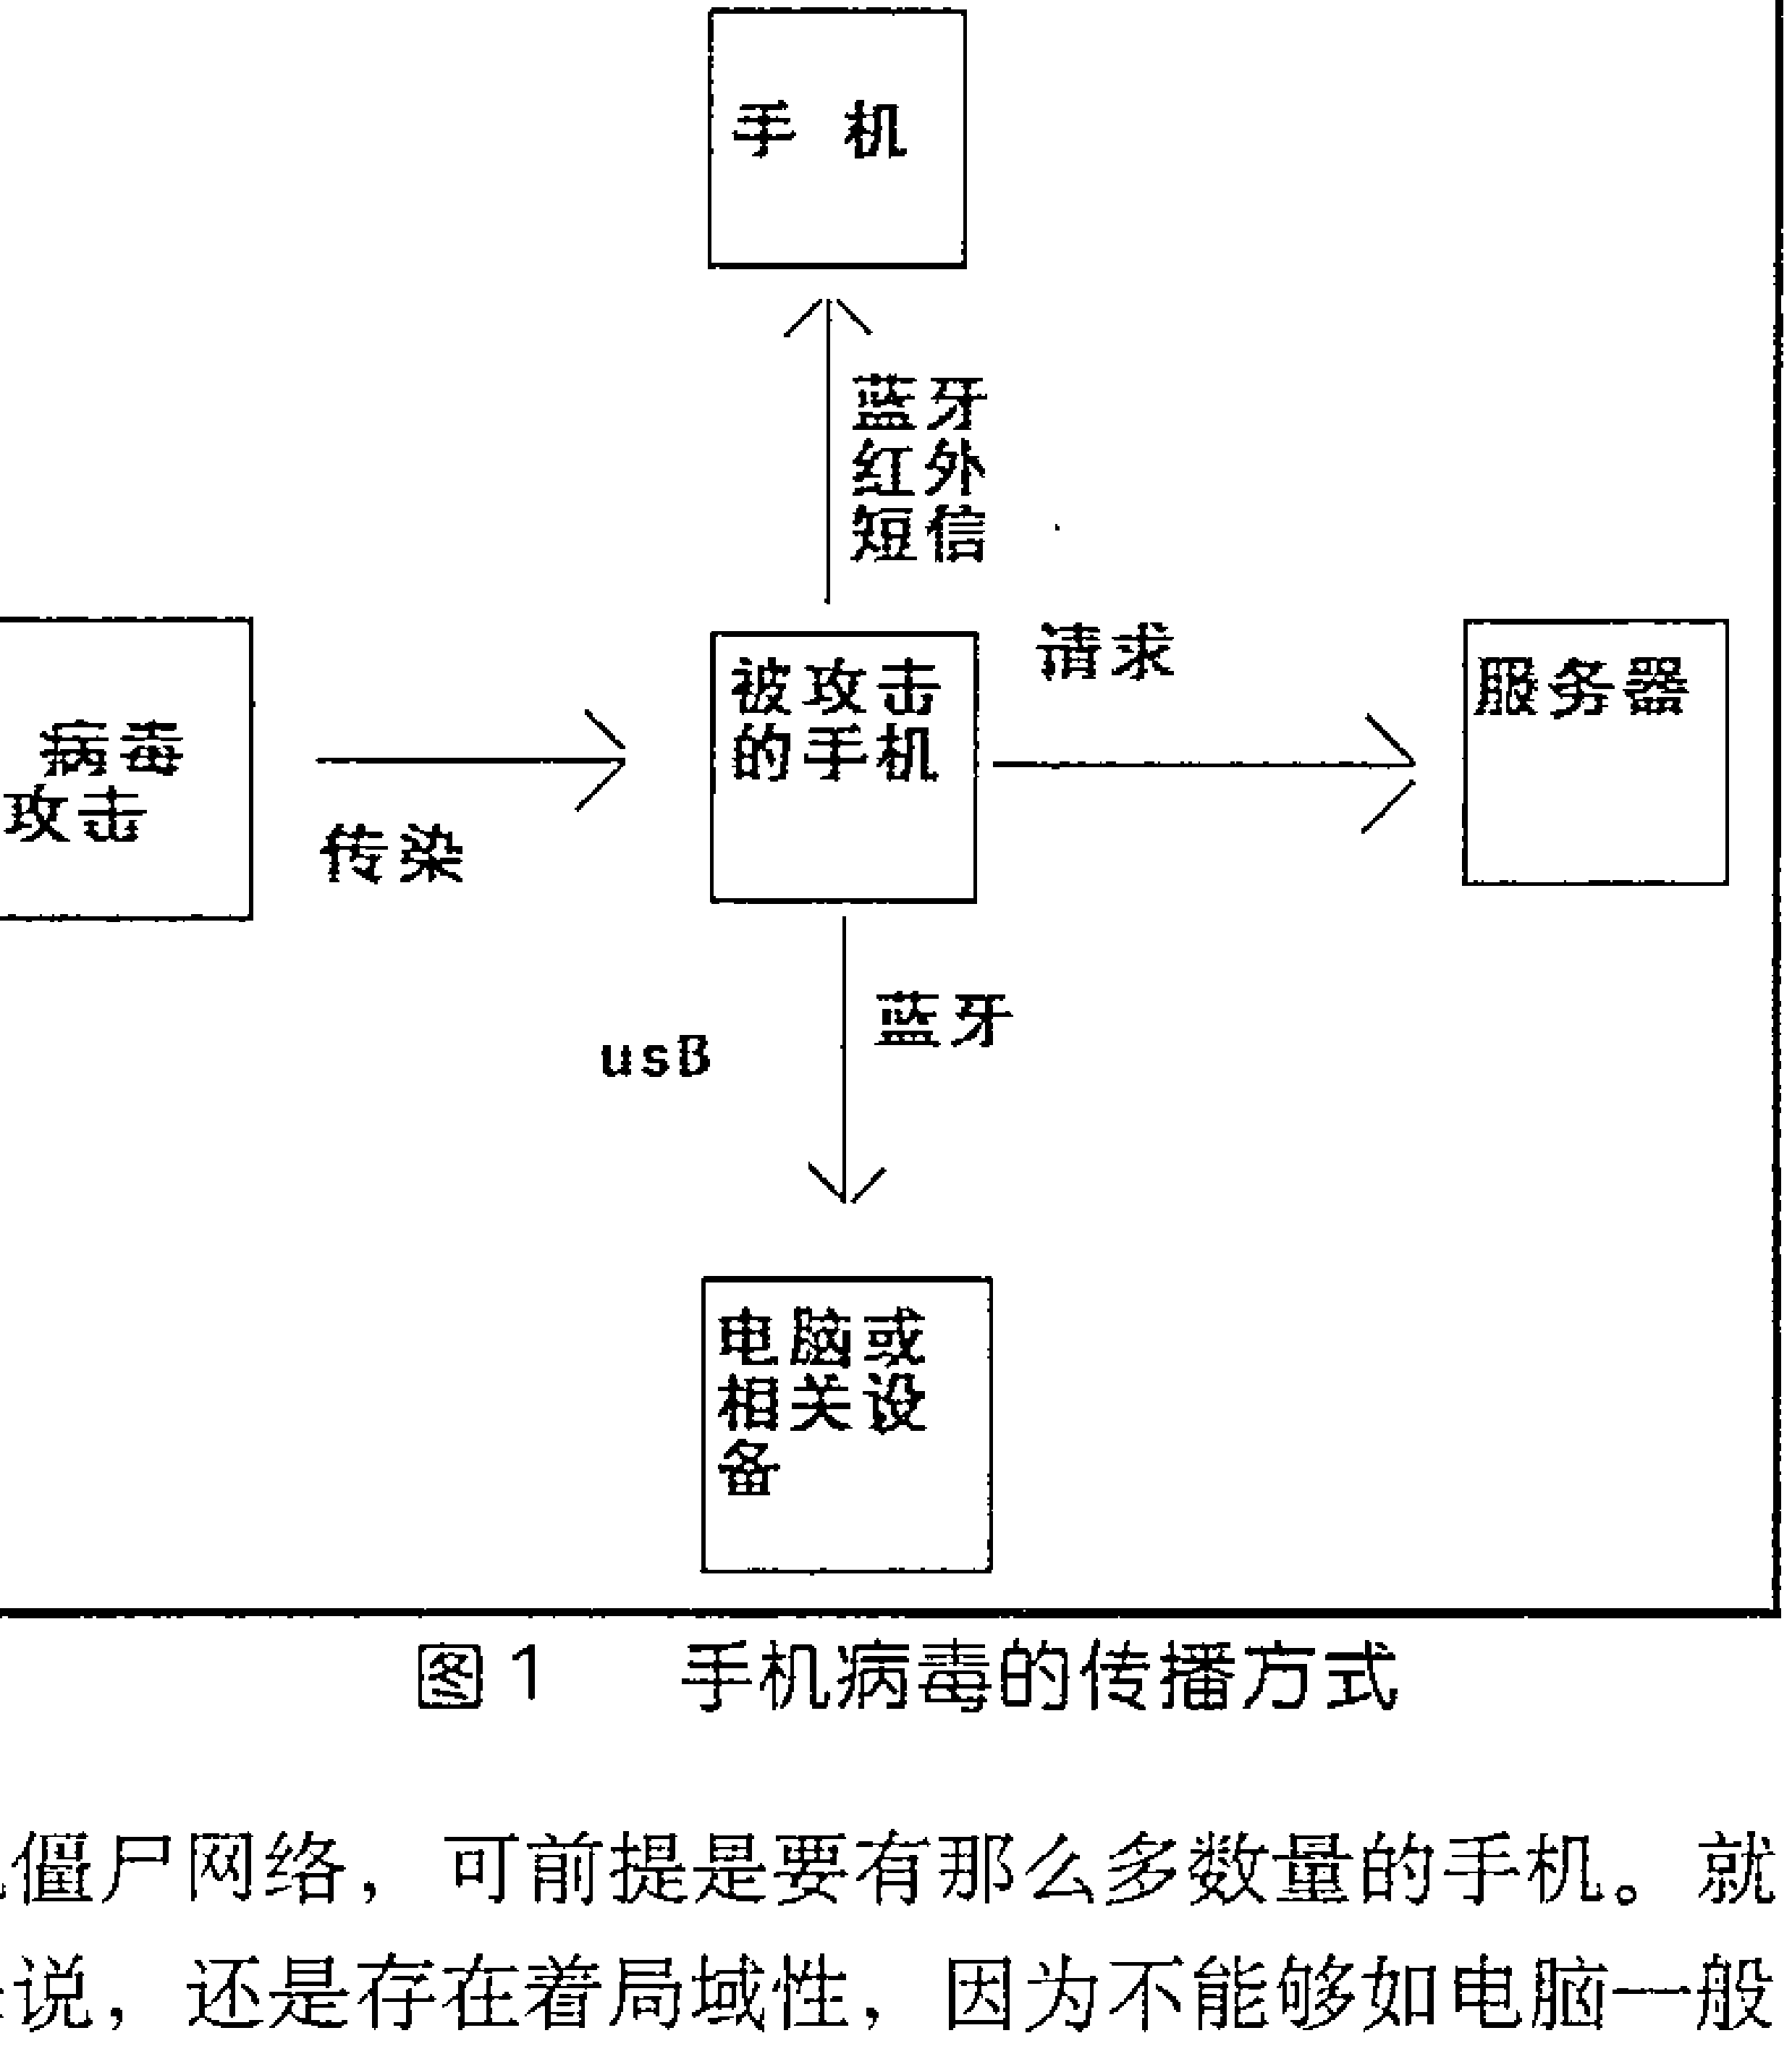 手 机
蓝牙
红外
短信
病毒
攻击
传染
被攻击
的手机
请求
服务器
usB
蓝牙
电脑或
相关设
备
图1 手机病毒的传播方式
僵尸网络，可前提是要有那么多数量的手机。就
说，还是存在着局域性，因为不能够如电脑一般